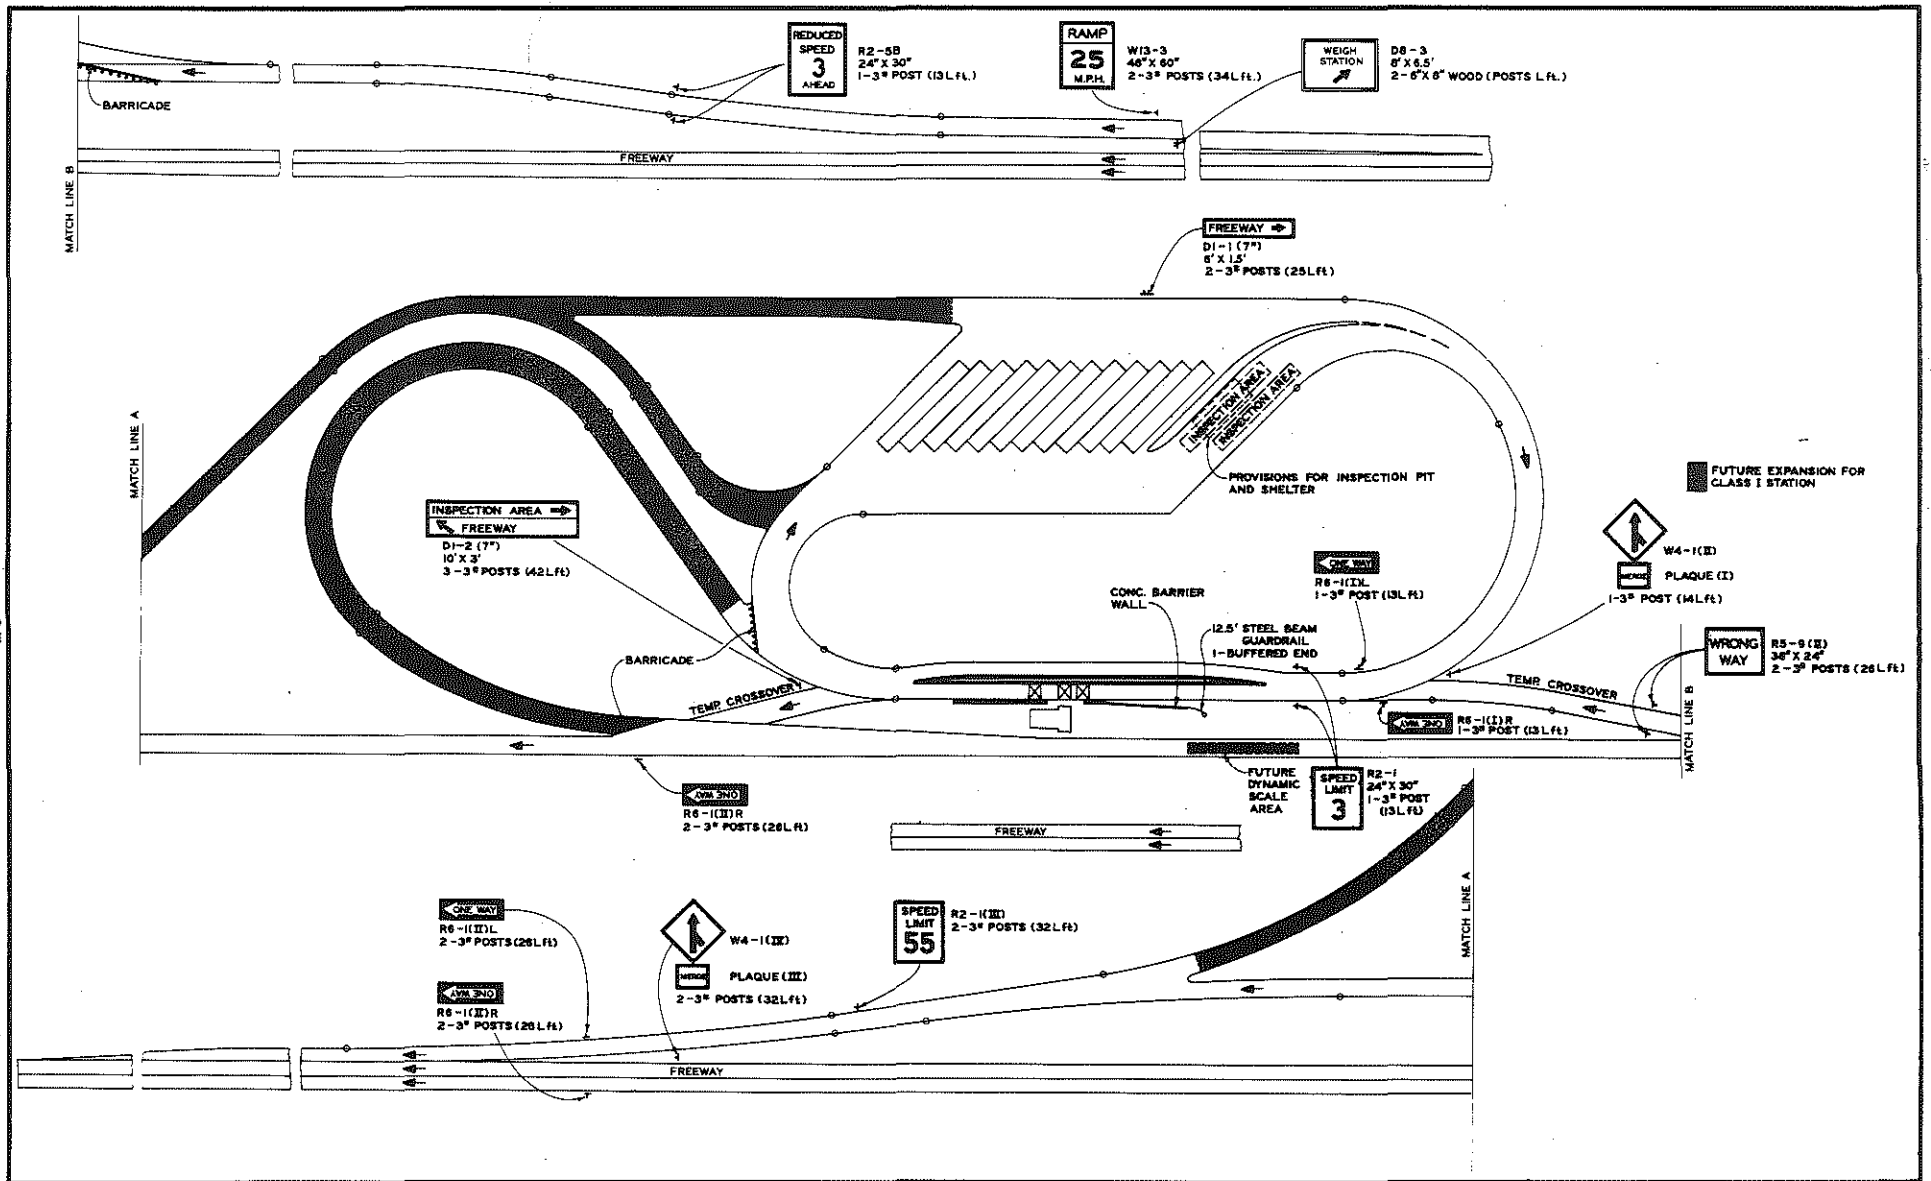 REDUCED
SPEED
3
AHEAD
R2-5B
24" X 30"
1-3# POST (13 L ft.)
RAMP
25
M.P.H.
W13-3
48" X 60"
2-3# POSTS (34 L ft.)
WEIGH
STATION
D8-3
8' X 6.5'
2-6" X 8" WOOD (POSTS L ft.)
BARRICADE
MATCH LINE B
FREEWAY
FREEWAY
D1-1 (7")
6' X 1.5'
2-3# POSTS (25 L ft)
MATCH LINE A
INSPECTION AREA
INSPECTION AREA
PROVISIONS FOR INSPECTION PIT
AND SHELTER
FUTURE EXPANSION FOR
CLASS I STATION
INSPECTION AREA
FREEWAY
D1-2 (7")
10' X 3'
3-3# POSTS (42 L ft)
W4-1(II)
MERGE
PLAQUE (I)
1-3# POST (14 L ft)
ONE WAY
R6-1(I)L
1-3# POST (13 L ft)
CONC. BARRIER
WALL
12.5' STEEL BEAM
GUARDRAIL
1-BUFFERED END
WRONG
WAY
R5-9(II)
36" X 24"
2-3# POSTS (26 L ft)
BARRICADE
TEMP. CROSSOVER
TEMP. CROSSOVER
ONE WAY
R6-1(I)R
1-3# POST (13 L ft)
MATCH LINE B
ONE WAY
R6-1(II)R
2-3# POSTS (26 L ft)
FUTURE
DYNAMIC
SCALE
AREA
SPEED
LIMIT
3
R2-1
24" X 30"
1-3# POST
(13 L ft)
FREEWAY
MATCH LINE A
ONE WAY
R6-1(II)L
2-3# POSTS (26 L ft)
W4-1(IV)
MERGE
PLAQUE (III)
2-3# POSTS (32 L ft)
SPEED
LIMIT
55
R2-1(III)
2-3# POSTS (32 L ft)
ONE WAY
R6-1(II)R
2-3# POSTS (26 L ft)
FREEWAY